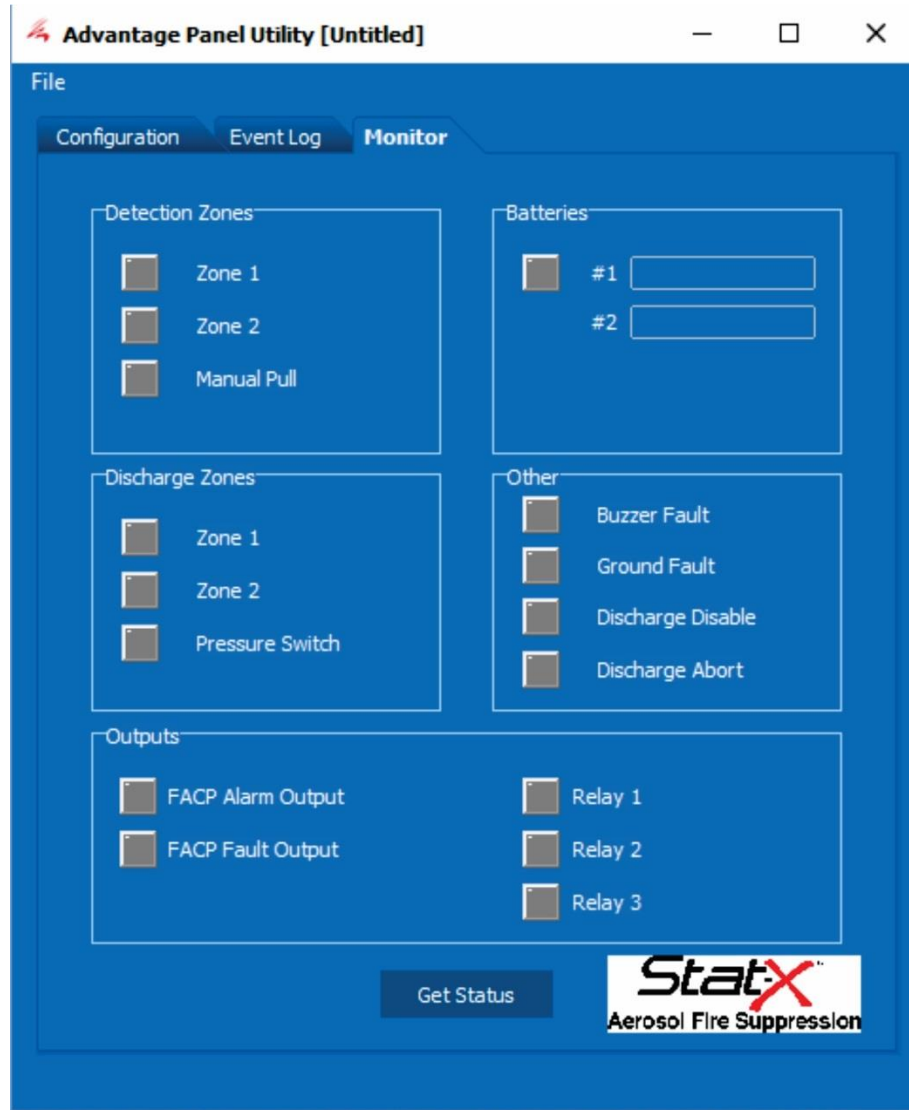 Advantage Panel Utility [Untitled]
File
Configuration
Event Log
Monitor
Detection Zones
Zone 1
Zone 2
Manual Pull
Batteries
#1
#2
Discharge Zones
Zone 1
Zone 2
Pressure Switch
Other
Buzzer Fault
Ground Fault
Discharge Disable
Discharge Abort
Outputs
FACP Alarm Output
FACP Fault Output
Relay 1
Relay 2
Relay 3
Get Status
Stat-X™
Aerosol Fire Suppression